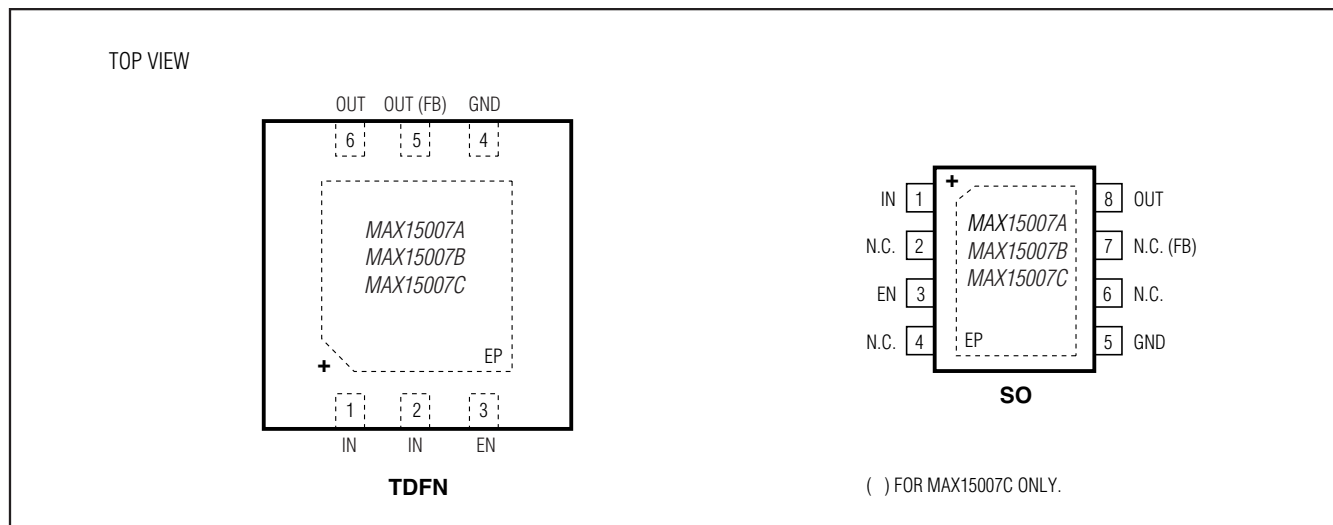 TOP VIEW
OUT OUT (FB) GND
6 5 4
MAX15007A
MAX15007B
MAX15007C
EP
+
1 2 3
IN IN EN
TDFN
+
IN 1 8 OUT
MAX15007A
N.C. 2 7 N.C. (FB)
MAX15007B
MAX15007C
EN 3 6 N.C.
N.C. 4 EP 5 GND
SO
( ) FOR MAX15007C ONLY.